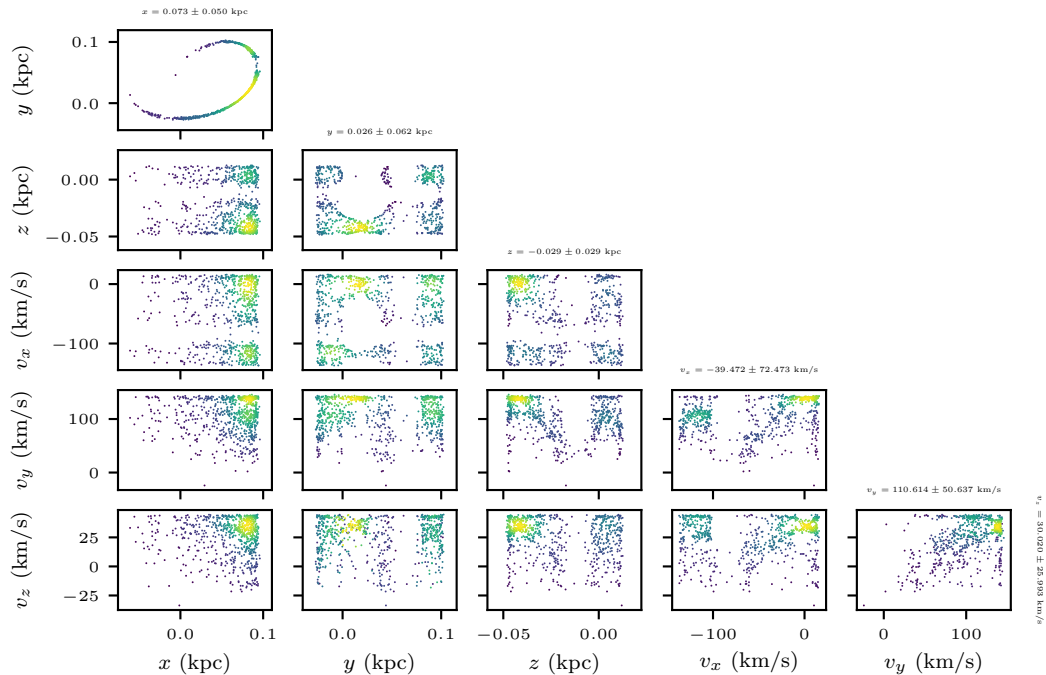 x = 0.073 ± 0.050 kpc
y (kpc)
0.1
0.0
y = 0.026 ± 0.062 kpc
z (kpc)
0.00
−0.05
z = −0.029 ± 0.029 kpc
v_x (km/s)
0
−100
v_x = −39.472 ± 72.473 km/s
v_y (km/s)
100
0
v_y = 110.614 ± 50.637 km/s
v_z (km/s)
25
0
−25
v_z = 30.020 ± 25.993 km/s
0.0 0.1 0.0 0.1 −0.05 0.00 −100 0 0 100
x (kpc) y (kpc) z (kpc) v_x (km/s) v_y (km/s)